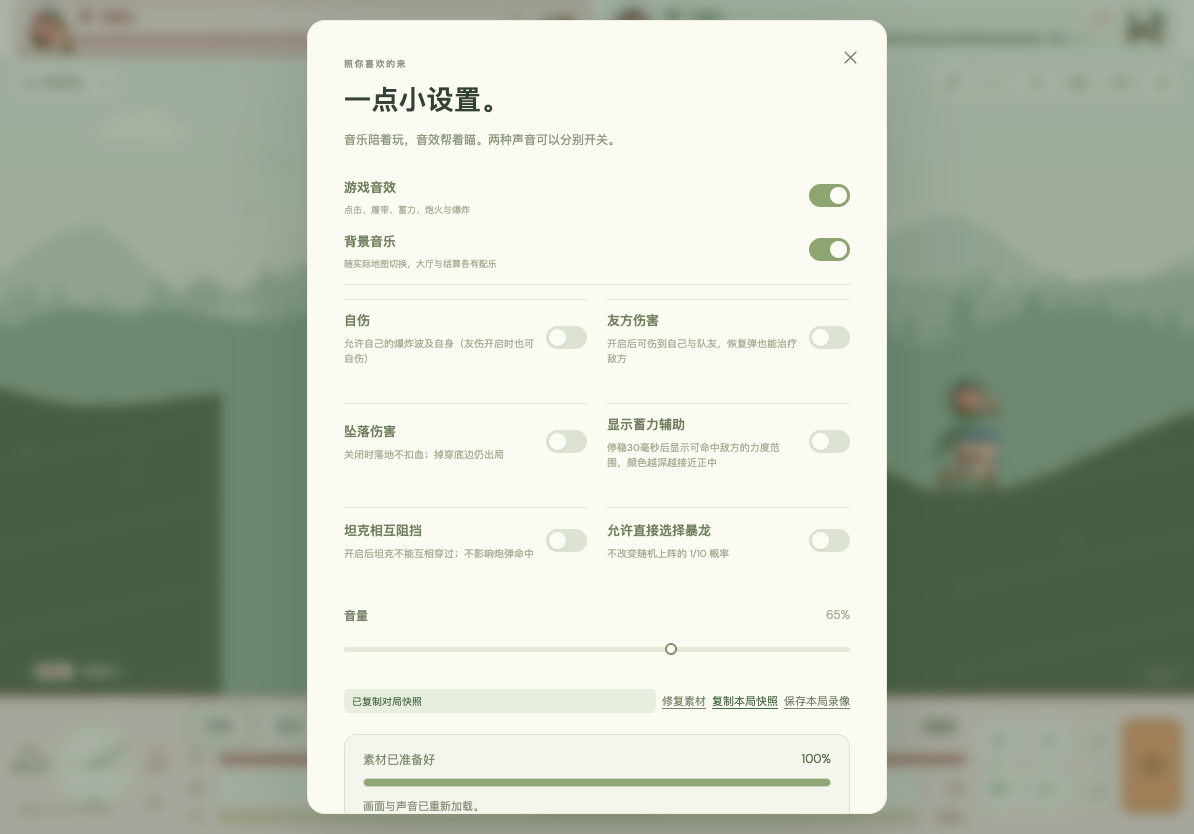 照你喜欢的来
一点小设置。
音乐陪着玩，音效帮着瞄。两种声音可以分别开关。
游戏音效
点击、履带、蓄力、炮火与爆炸
背景音乐
随实际地图切换，大厅与结算各有配乐
自伤
允许自己的爆炸波及自身（友伤开启时也可
自伤）
友方伤害
开启后可伤到自己与队友，恢复弹也能治疗
敌方
坠落伤害
关闭时落地不扣血；掉穿底边仍出局
显示蓄力辅助
停稳30毫秒后显示可命中敌方的力度范
围，颜色越深越接近正中
坦克相互阻挡
开启后坦克不能互相穿过；不影响炮弹命中
允许直接选择暴龙
不改变随机上阵的 1/10 概率
音量
65%
已复制对局快照
修复素材
复制本局快照
保存本局录像
素材已准备好
100%
画面与声音已重新加载。